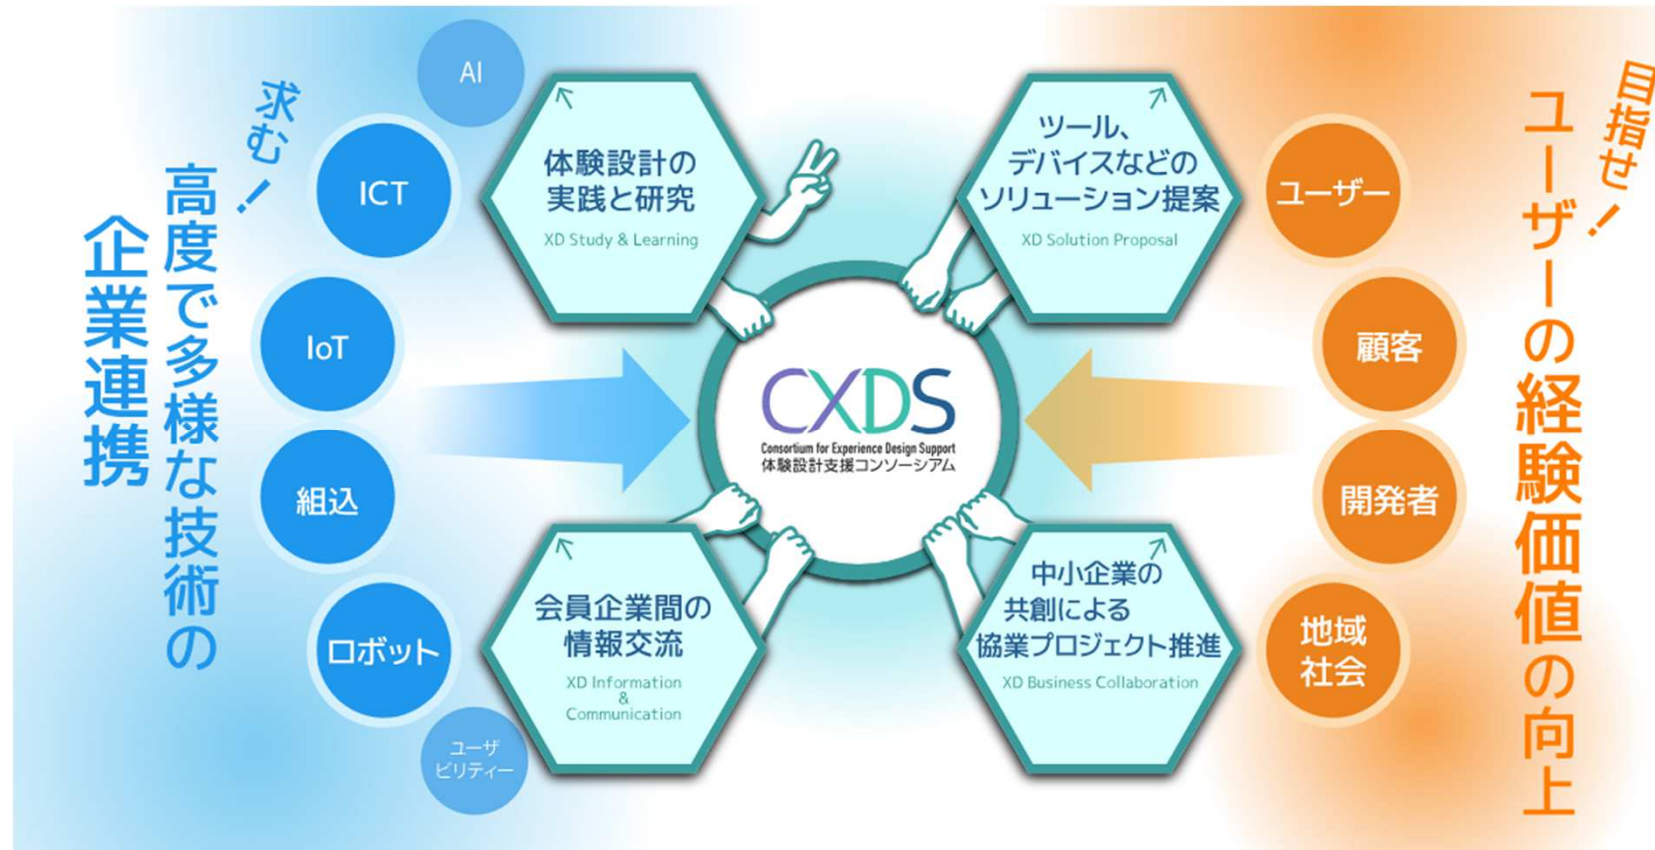 求む！
高度で多様な技術の
企業連携
AI
ICT
IoT
組込
ロボット
ユーザ
ビリティー
体験設計の
実践と研究
XD Study & Learning
ツール、
デバイスなどの
ソリューション提案
XD Solution Proposal
CXDS
Consortium for Experience Design Support
体験設計支援コンソーシアム
会員企業間の
情報交流
XD Information
&
Communication
中小企業の
共創による
協業プロジェクト推進
XD Business Collaboration
ユーザー
顧客
開発者
地域
社会
目指せ！
ユーザーの経験価値の向上